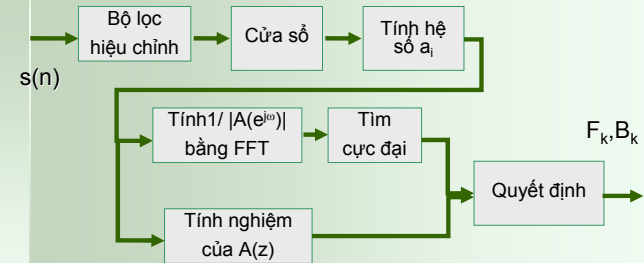 Bộ lọc
hiệu chỉnh
Cửa sổ
Tính hệ
số aᵢ
s(n)
Tính1/ |A(e^jω)|
bằng FFT
Tìm
cực đại
Fₖ,Bₖ
Quyết định
Tính nghiệm
của A(z)